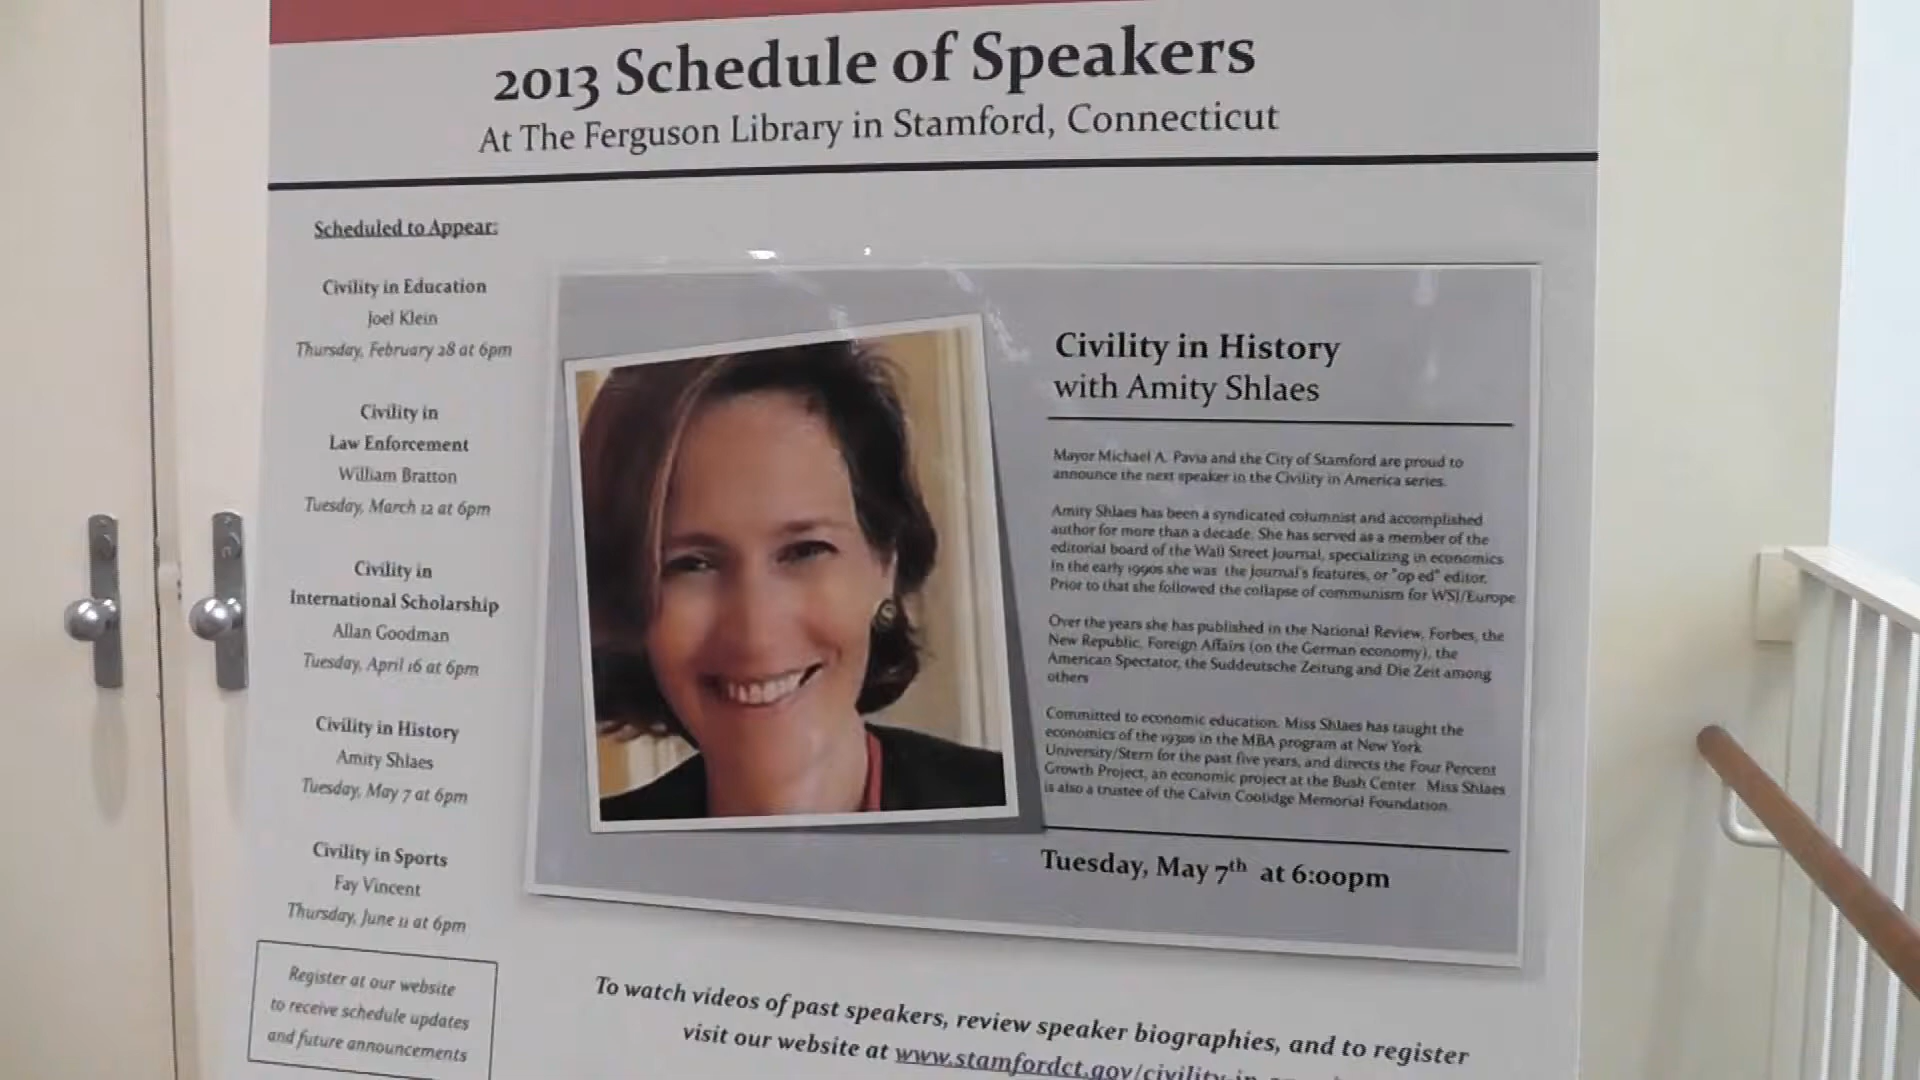 2013 Schedule of Speakers
At The Ferguson Library in Stamford, Connecticut
Scheduled to Appear:
Civility in Education
Joel Klein
Thursday, February 28 at 6pm
Civility in
Law Enforcement
William Bratton
Tuesday, March 12 at 6pm
Civility in
International Scholarship
Allan Goodman
Tuesday, April 16 at 6pm
Civility in History
Amity Shlaes
Tuesday, May 7 at 6pm
Civility in Sports
Fay Vincent
Thursday, June 11 at 6pm
Register at our website
to receive schedule updates
and future announcements
Civility in History
with Amity Shlaes
Mayor Michael A. Pavia and the City of Stamford are proud to
announce the next speaker in the Civility in America series.
Amity Shlaes has been a syndicated columnist and accomplished
author for more than a decade. She has served as a member of the
editorial board of the Wall Street Journal, specializing in economics
In the early 1990s she was the Journal's features, or "op ed" editor.
Prior to that she followed the collapse of communism for WSJ/Europe
Over the years she has published in the National Review, Forbes, the
New Republic, Foreign Affairs (on the German economy), the
American Spectator, the Suddeutsche Zeitung and Die Zeit among
others
Committed to economic education. Miss Shlaes has taught the
economics of the 1930s in the MBA program at New York
University/Stern for the past five years, and directs the Four Percent
Growth Project, an economic project at the Bush Center. Miss Shlaes
is also a trustee of the Calvin Coolidge Memorial Foundation.
Tuesday, May 7th at 6:00pm
To watch videos of past speakers, review speaker biographies, and to register
visit our website at www.stamfordct.gov/civility-in-